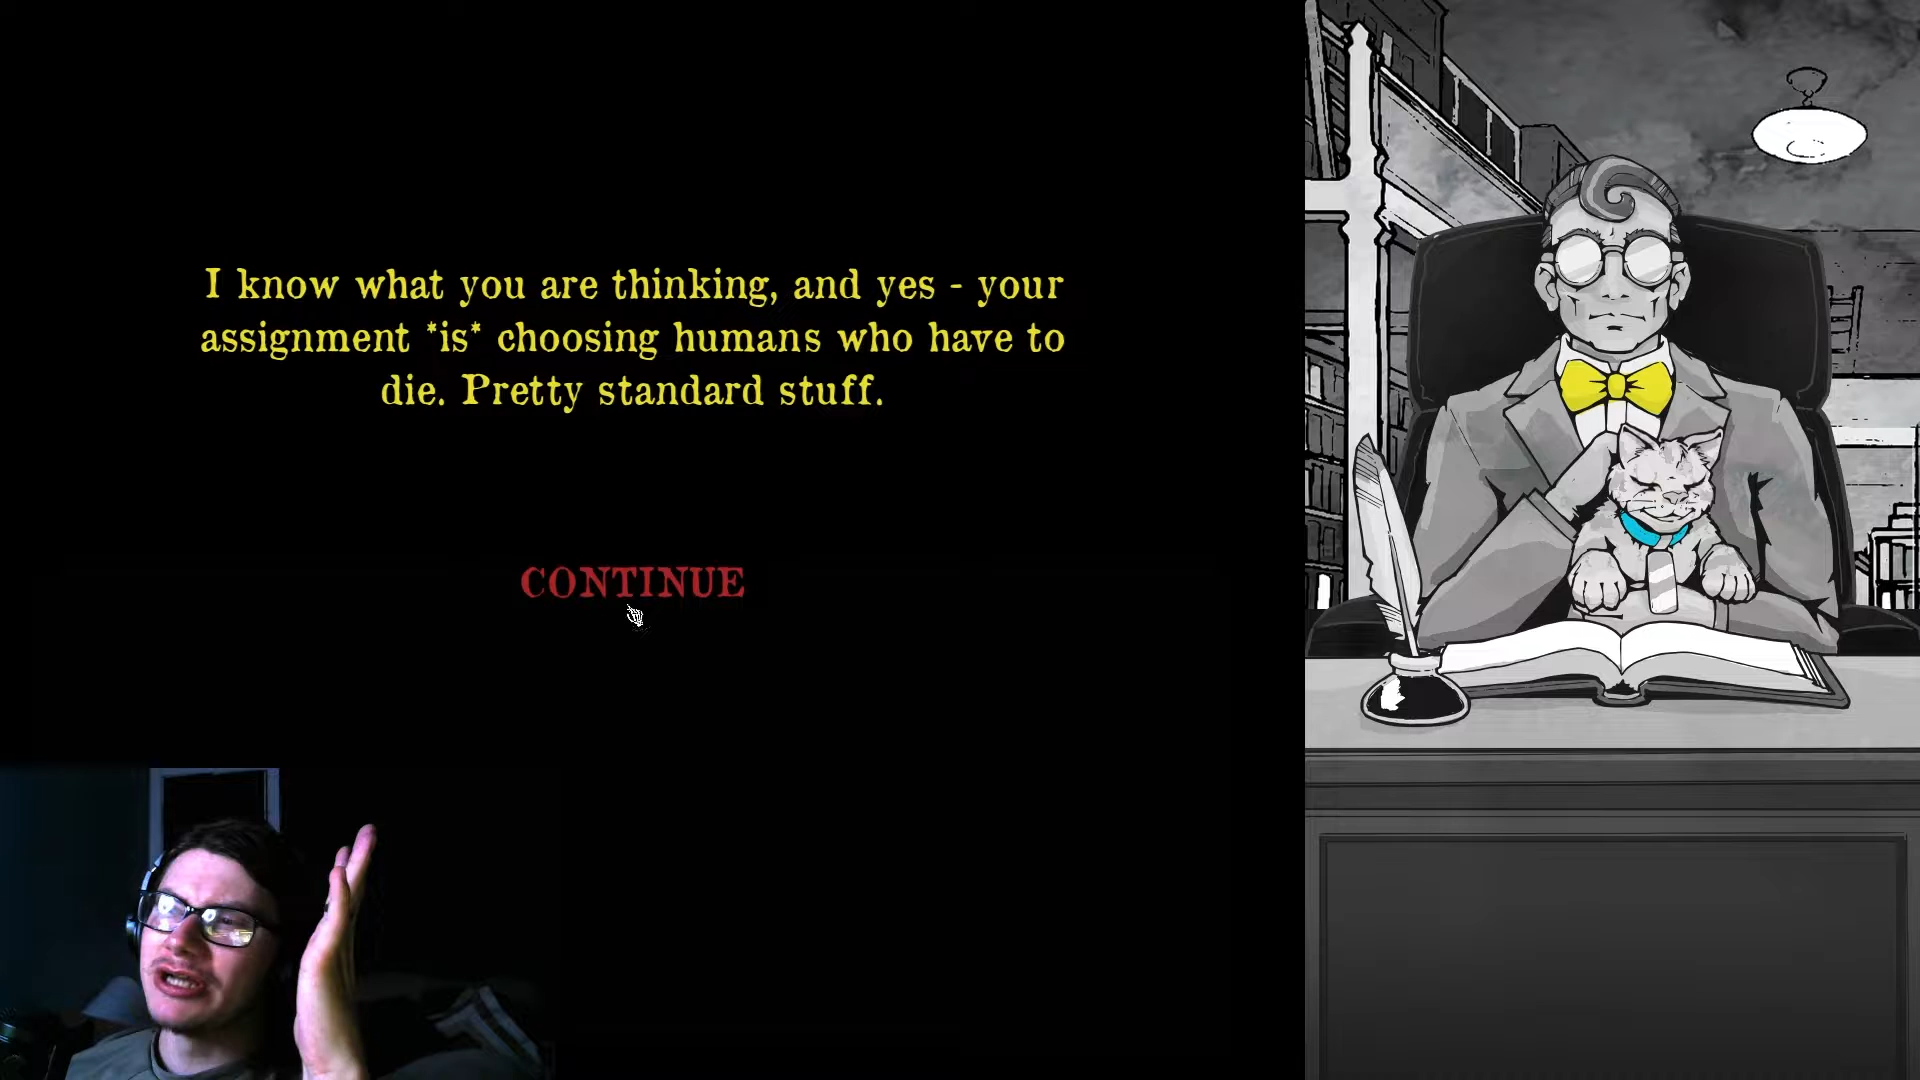 I know what you are thinking, and yes - your
assignment *is* choosing humans who have to
die. Pretty standard stuff.
CONTINUE